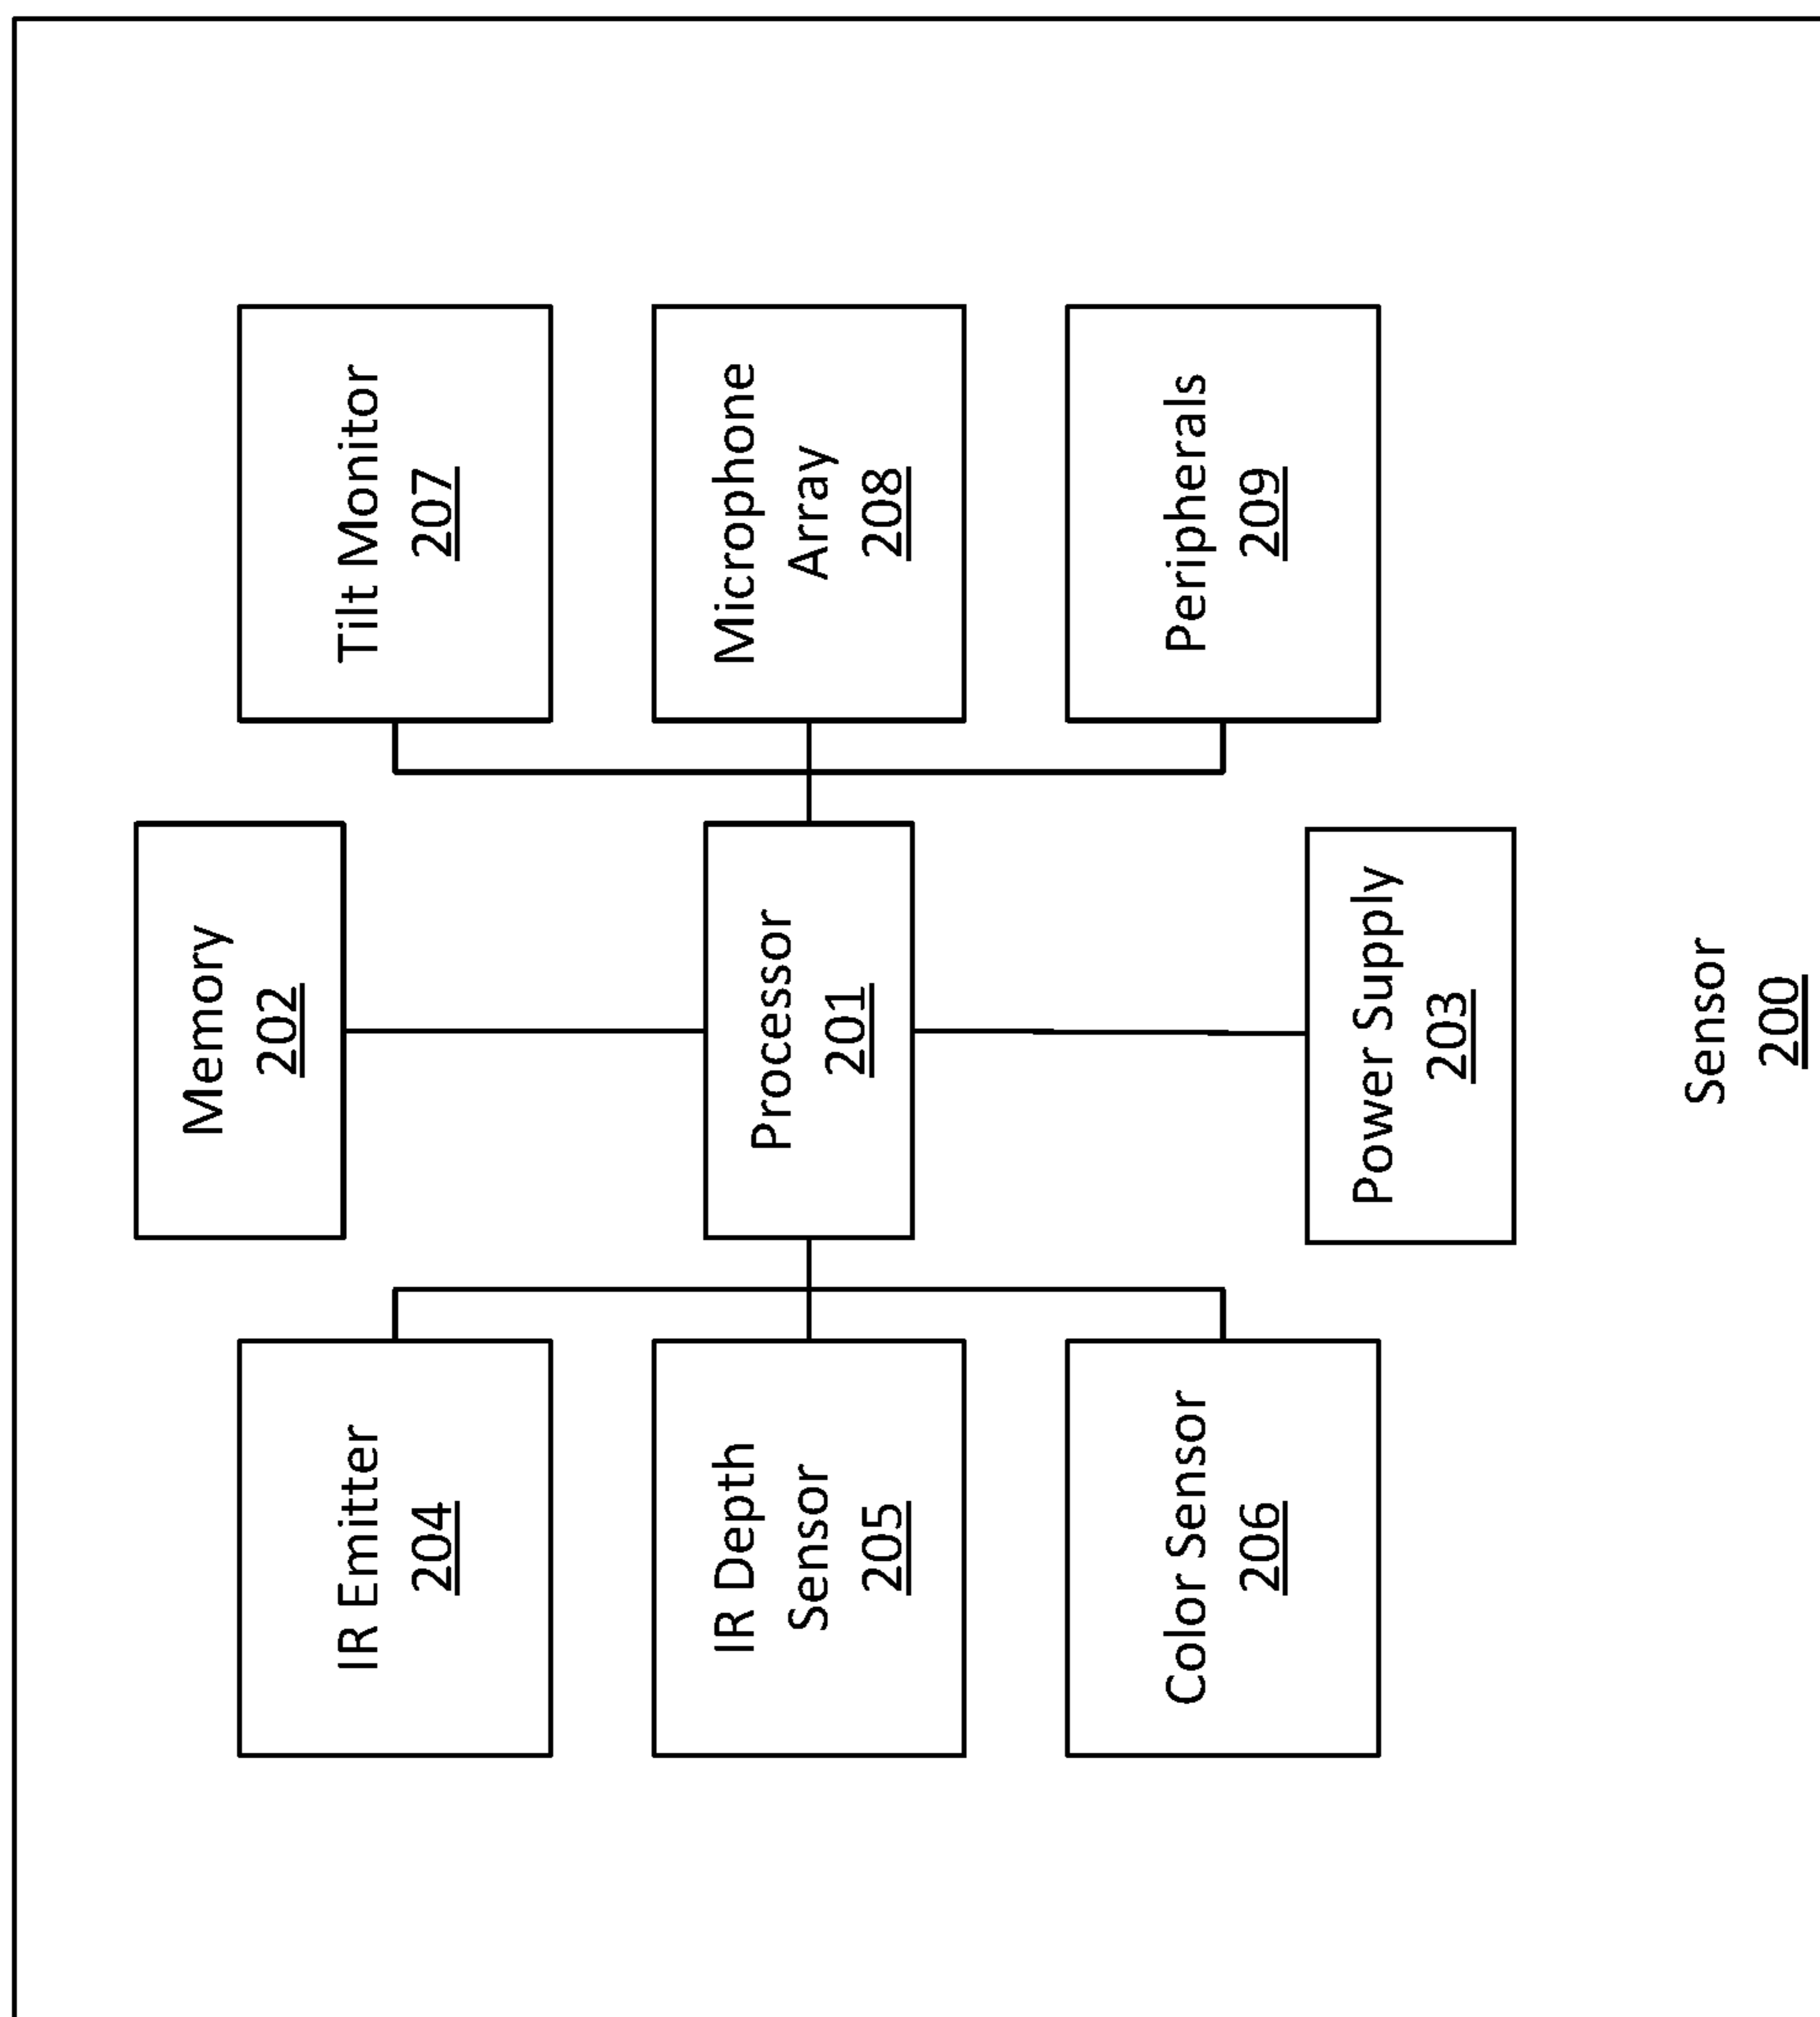 Memory
202
IR Emitter
204
Tilt Monitor
207
IR Depth
Sensor
205
Processor
201
Microphone
Array
208
Color Sensor
206
Peripherals
209
Power Supply
203
Sensor
200